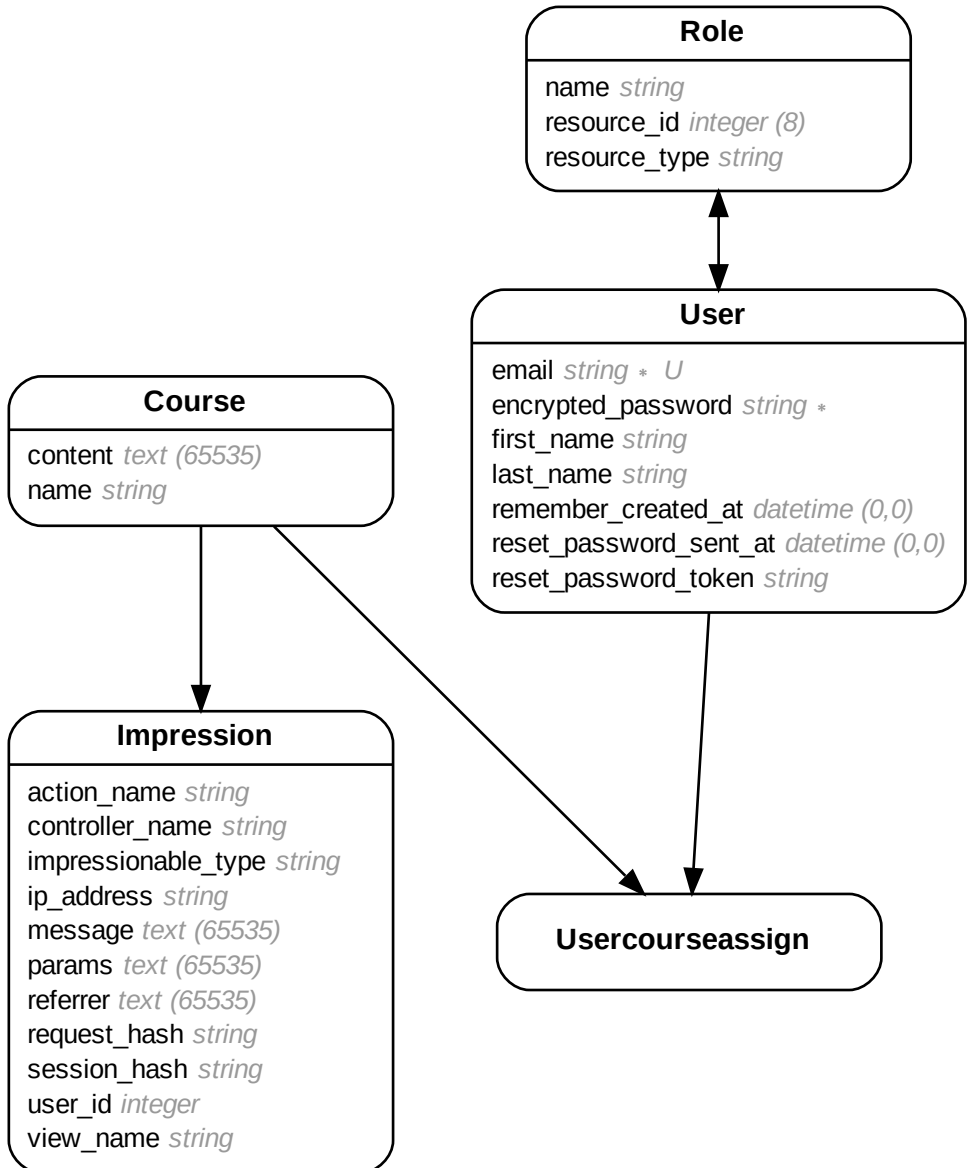 Role
name string
resource_id integer (8)
resource_type string
User
email string * U
encrypted_password string *
first_name string
last_name string
remember_created_at datetime (0,0)
reset_password_sent_at datetime (0,0)
reset_password_token string
Course
content text (65535)
name string
Impression
action_name string
controller_name string
impressionable_type string
ip_address string
message text (65535)
params text (65535)
referrer text (65535)
request_hash string
session_hash string
user_id integer
view_name string
Usercourseassign